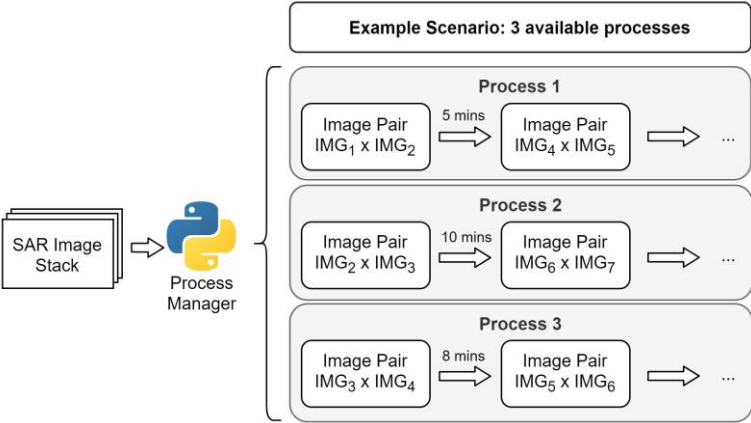 Example Scenario: 3 available processes
SAR Image
Stack
Process
Manager
Process 1
Image Pair
IMG₁ x IMG₂
5 mins
Image Pair
IMG₄ x IMG₅
...
Process 2
Image Pair
IMG₂ x IMG₃
10 mins
Image Pair
IMG₆ x IMG₇
...
Process 3
Image Pair
IMG₃ x IMG₄
8 mins
Image Pair
IMG₅ x IMG₆
...